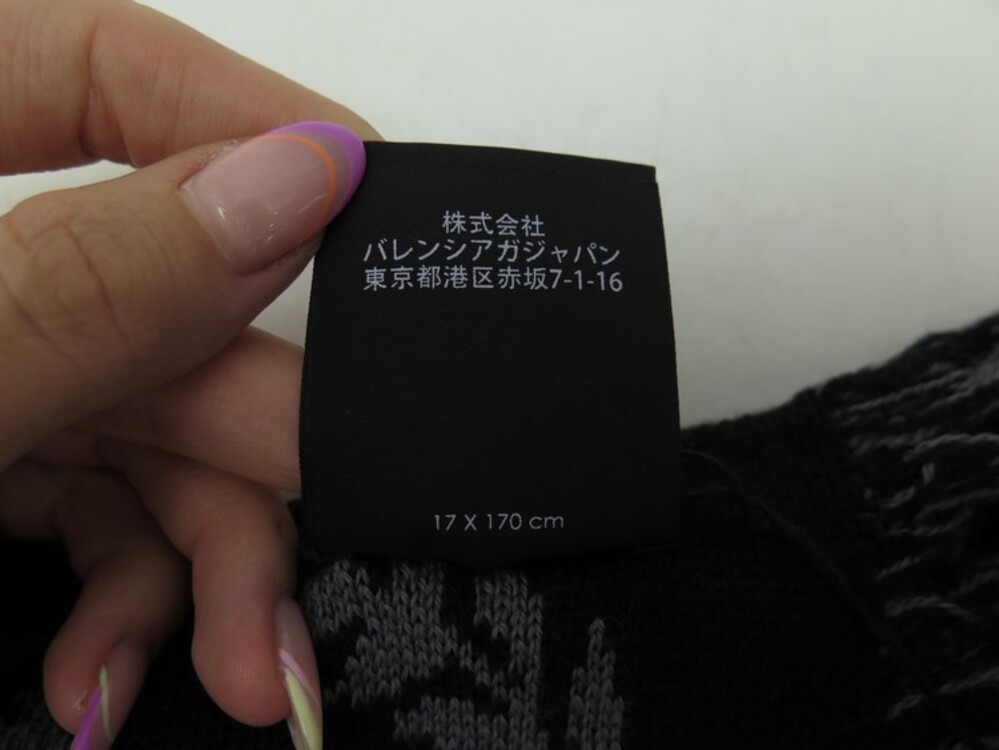 株式会社
バレンシアガジャパン
東京都港区赤坂7-1-16
17 X 170 cm